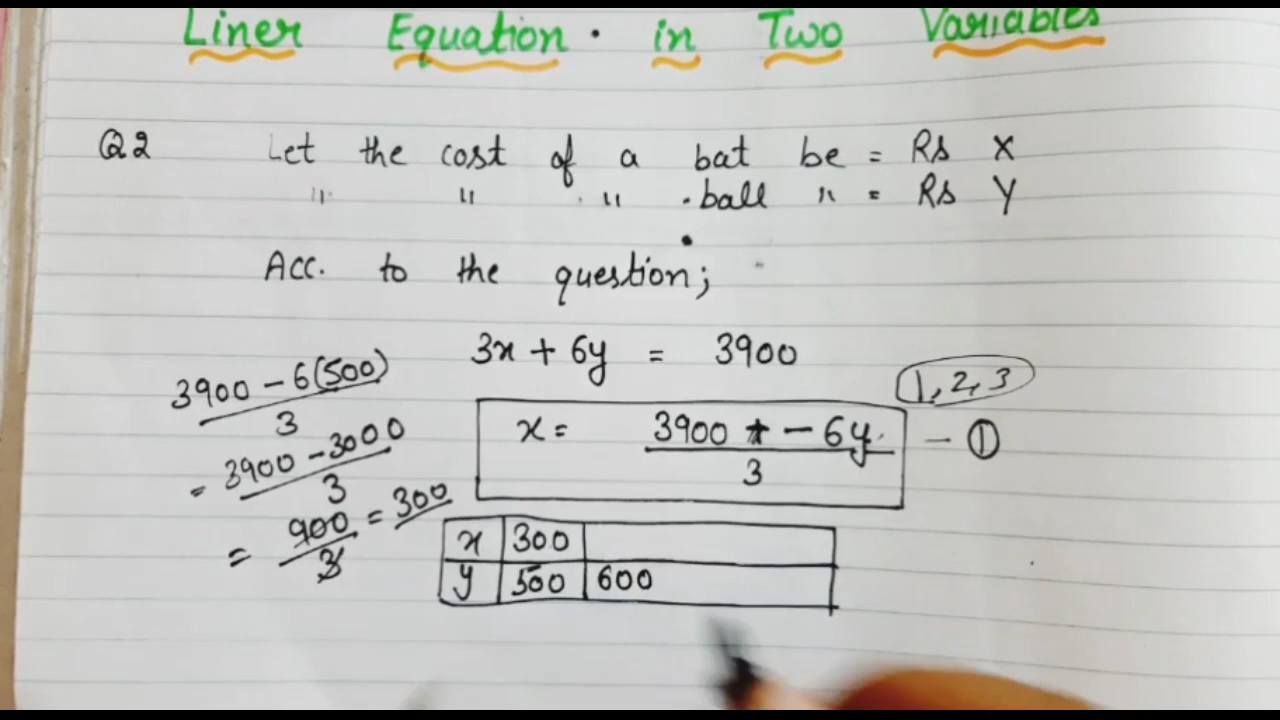 Liner Equation. in Two Variables
Q2 Let the cost of a bat be = Rs X
" " " ball " = Rs Y
Acc. to the question;
3x + 6y = 3900
1, 2, 3
x = 3900 - 6y / 3 - ①
3900 - 6(500) / 3
= 3900 - 3000 / 3
= 900 / 3 = 300
x 300
y 500 600